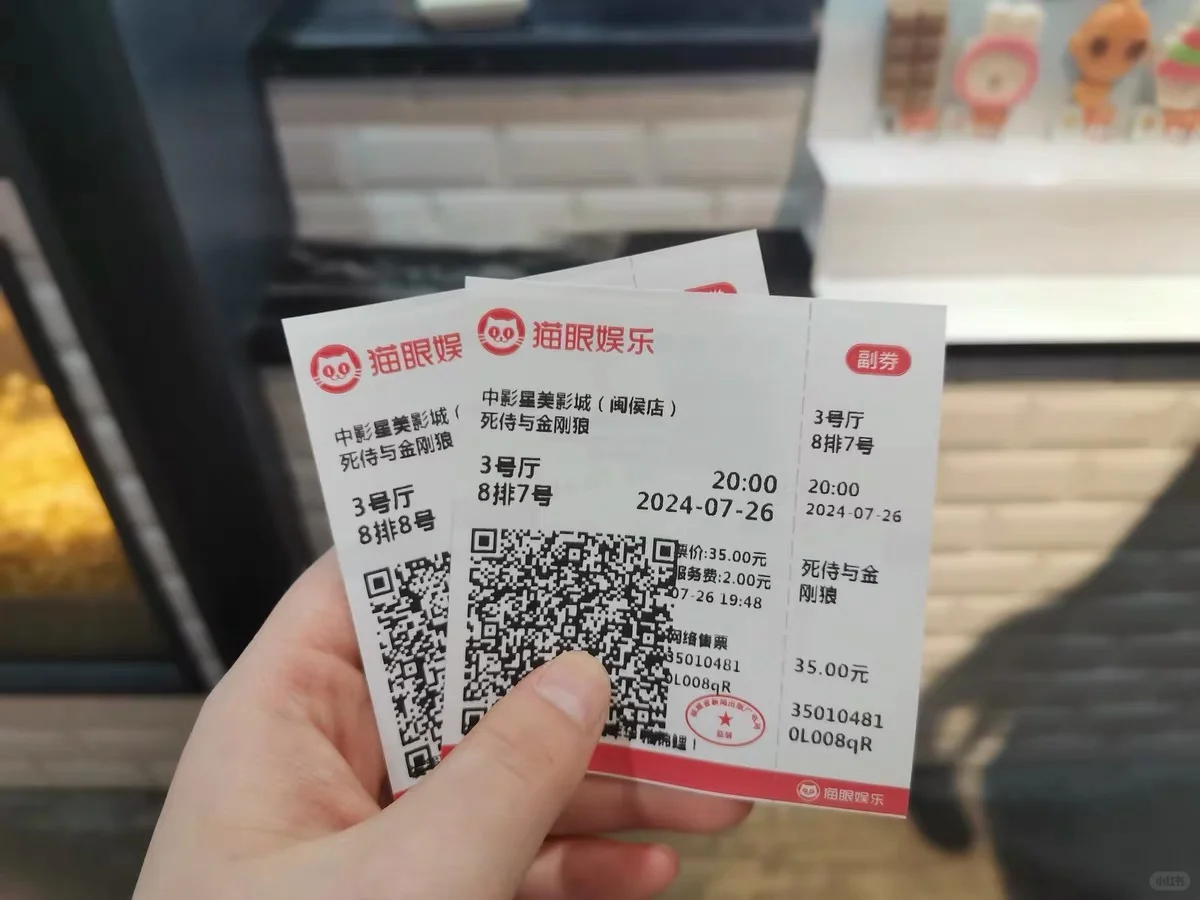 猫眼娱
中影星美影城（
死侍与金刚狼
3号厅
8排8号
猫眼娱乐
中影星美影城（闽侯店）
死侍与金刚狼
3号厅
8排7号
20:00
2024-07-26
票价:35.00元
服务费:2.00元
07-26 19:48
网络售票
35010481
0L008qR
猫眼娱乐
副券
3号厅
8排7号
20:00
2024-07-26
死侍与金
刚狼
35.00元
35010481
0L008qR
小红书